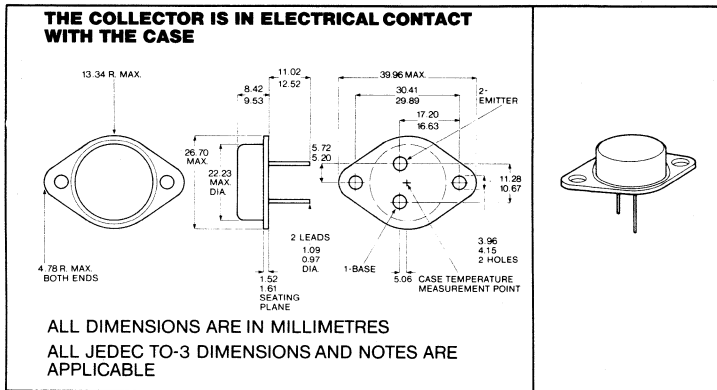 THE COLLECTOR IS IN ELECTRICAL CONTACT
WITH THE CASE
13.34 R. MAX.
8.42
9.53
11.02
12.52
39.96 MAX.
30.41
29.89
2-
EMITTER
17.20
16.63
26.70
MAX.
22.23
MAX.
DIA.
5.72
5.20
11.28
10.67
2 LEADS
1.09
0.97
DIA.
3.96
4.15
2 HOLES
4.78 R. MAX.
BOTH ENDS
1.52
1.61
SEATING
PLANE
1-BASE
5.06
CASE TEMPERATURE
MEASUREMENT POINT
ALL DIMENSIONS ARE IN MILLIMETRES
ALL JEDEC TO-3 DIMENSIONS AND NOTES ARE
APPLICABLE